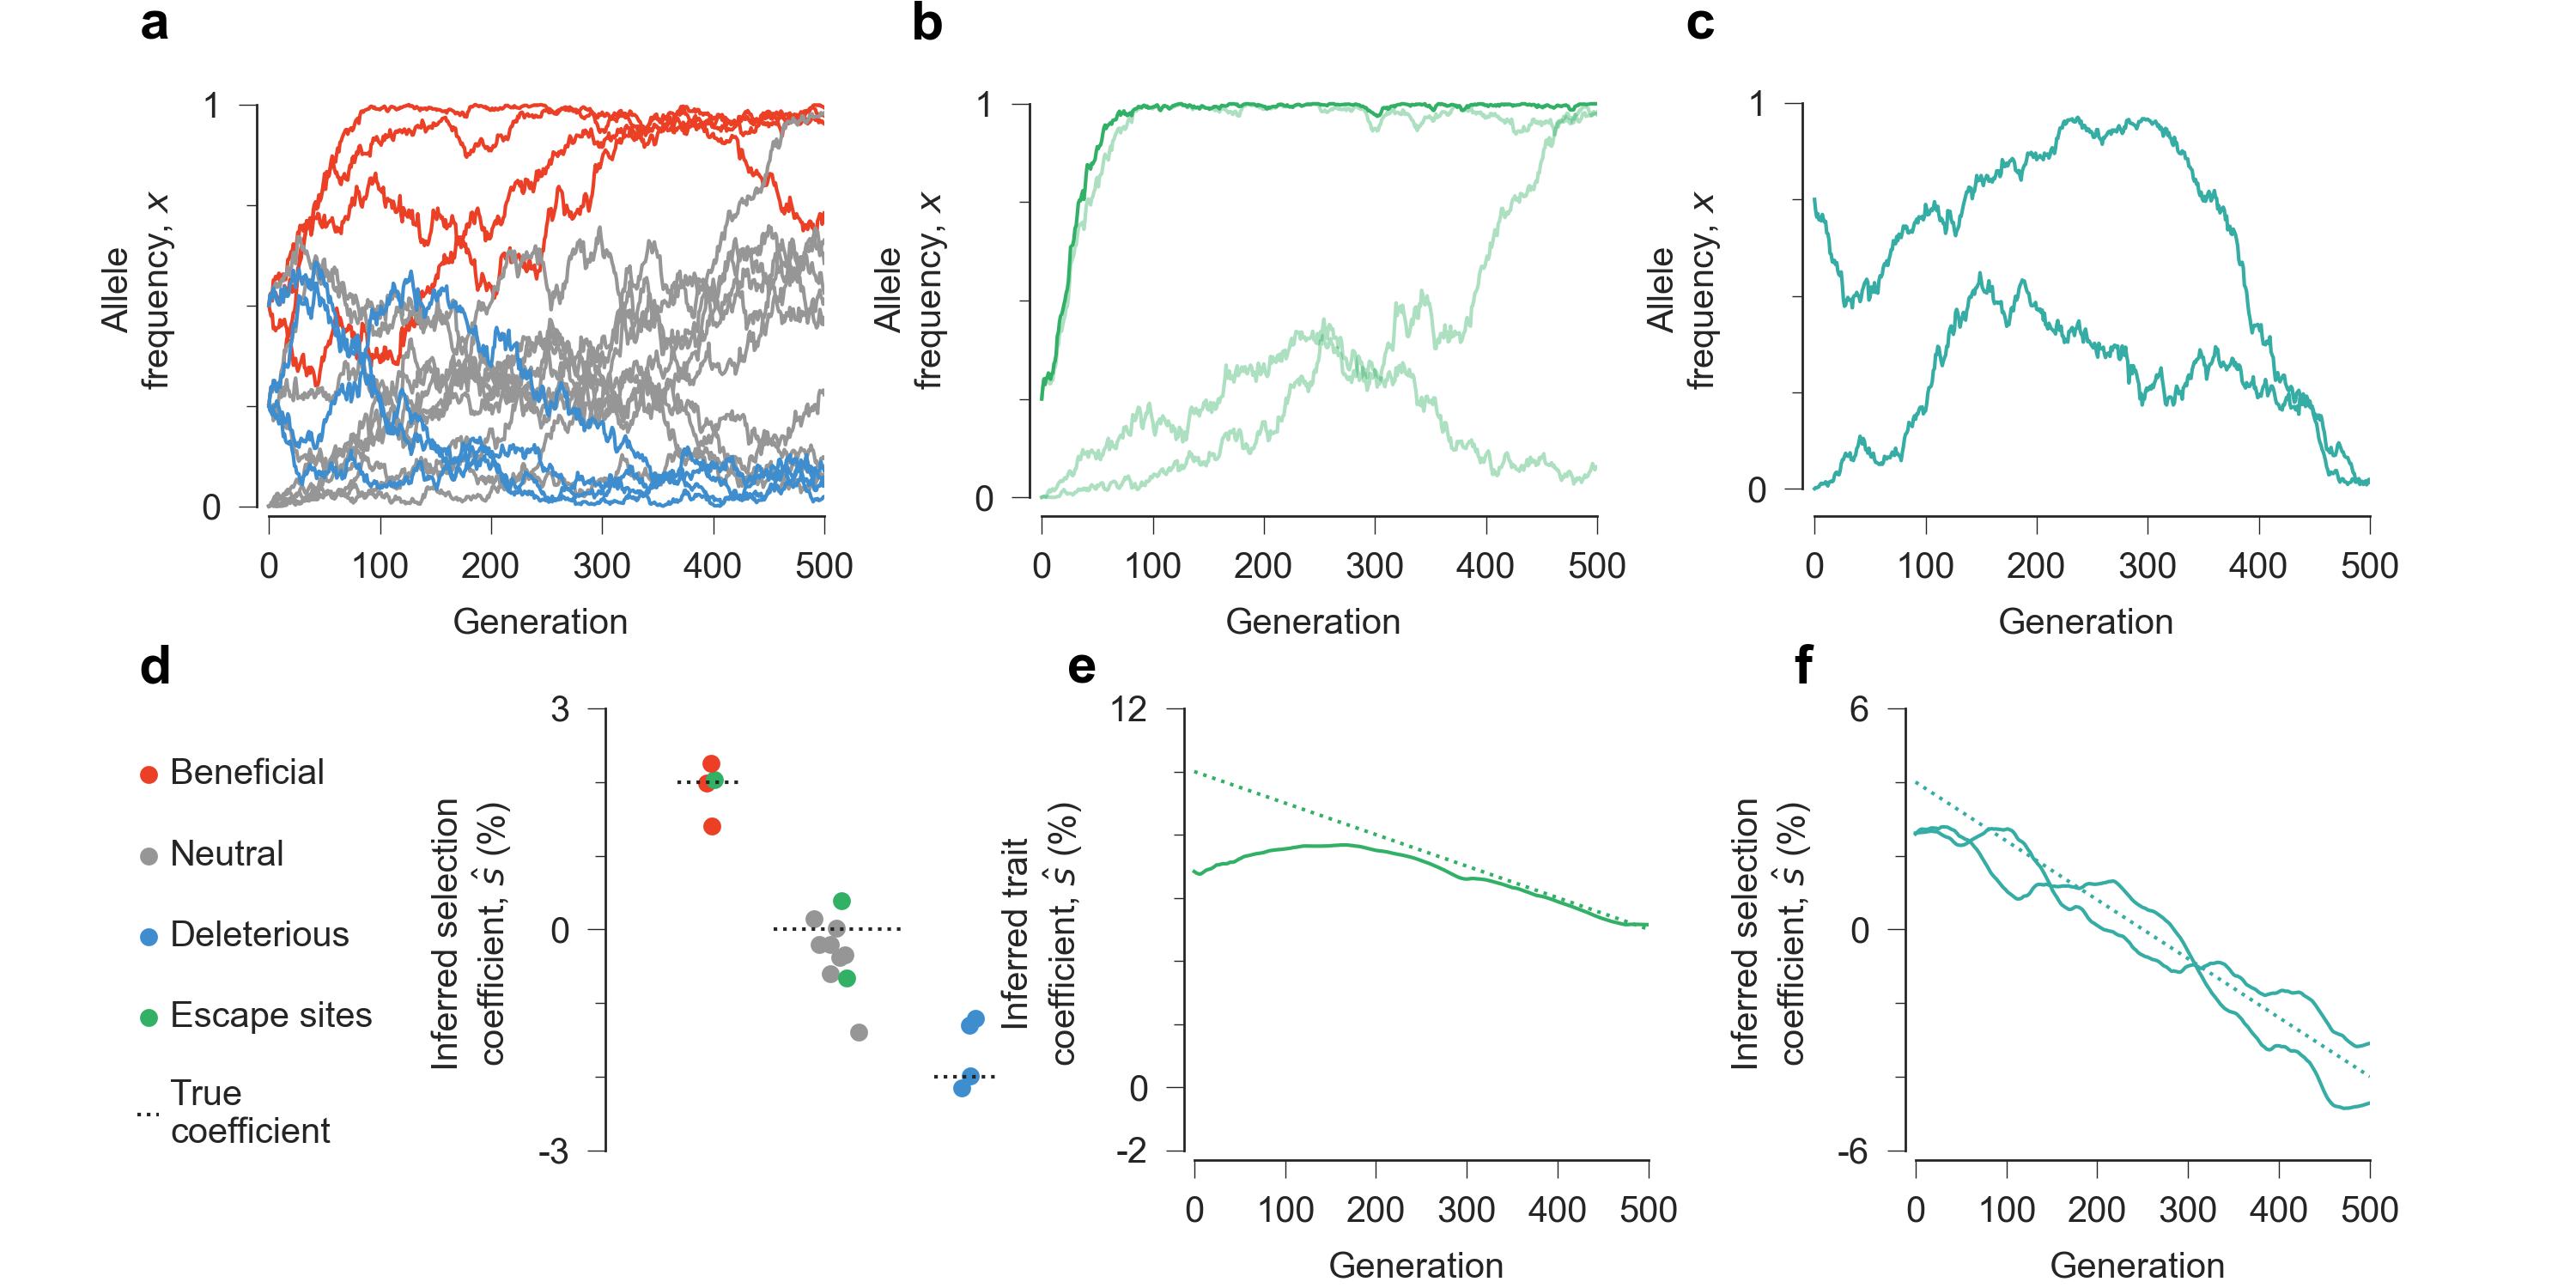 a
b
c
1
0
Allele
frequency, x
0 100 200 300 400 500
Generation
1
0
Allele
frequency, x
0 100 200 300 400 500
Generation
1
0
Allele
frequency, x
0 100 200 300 400 500
Generation
d
Beneficial
Neutral
Deleterious
Escape sites
True
coefficient
3
0
-3
Inferred selection
coefficient, ŝ (%)
e
12
0
-2
Inferred trait
coefficient, ŝ (%)
0 100 200 300 400 500
Generation
f
6
0
-6
Inferred selection
coefficient, ŝ (%)
0 100 200 300 400 500
Generation